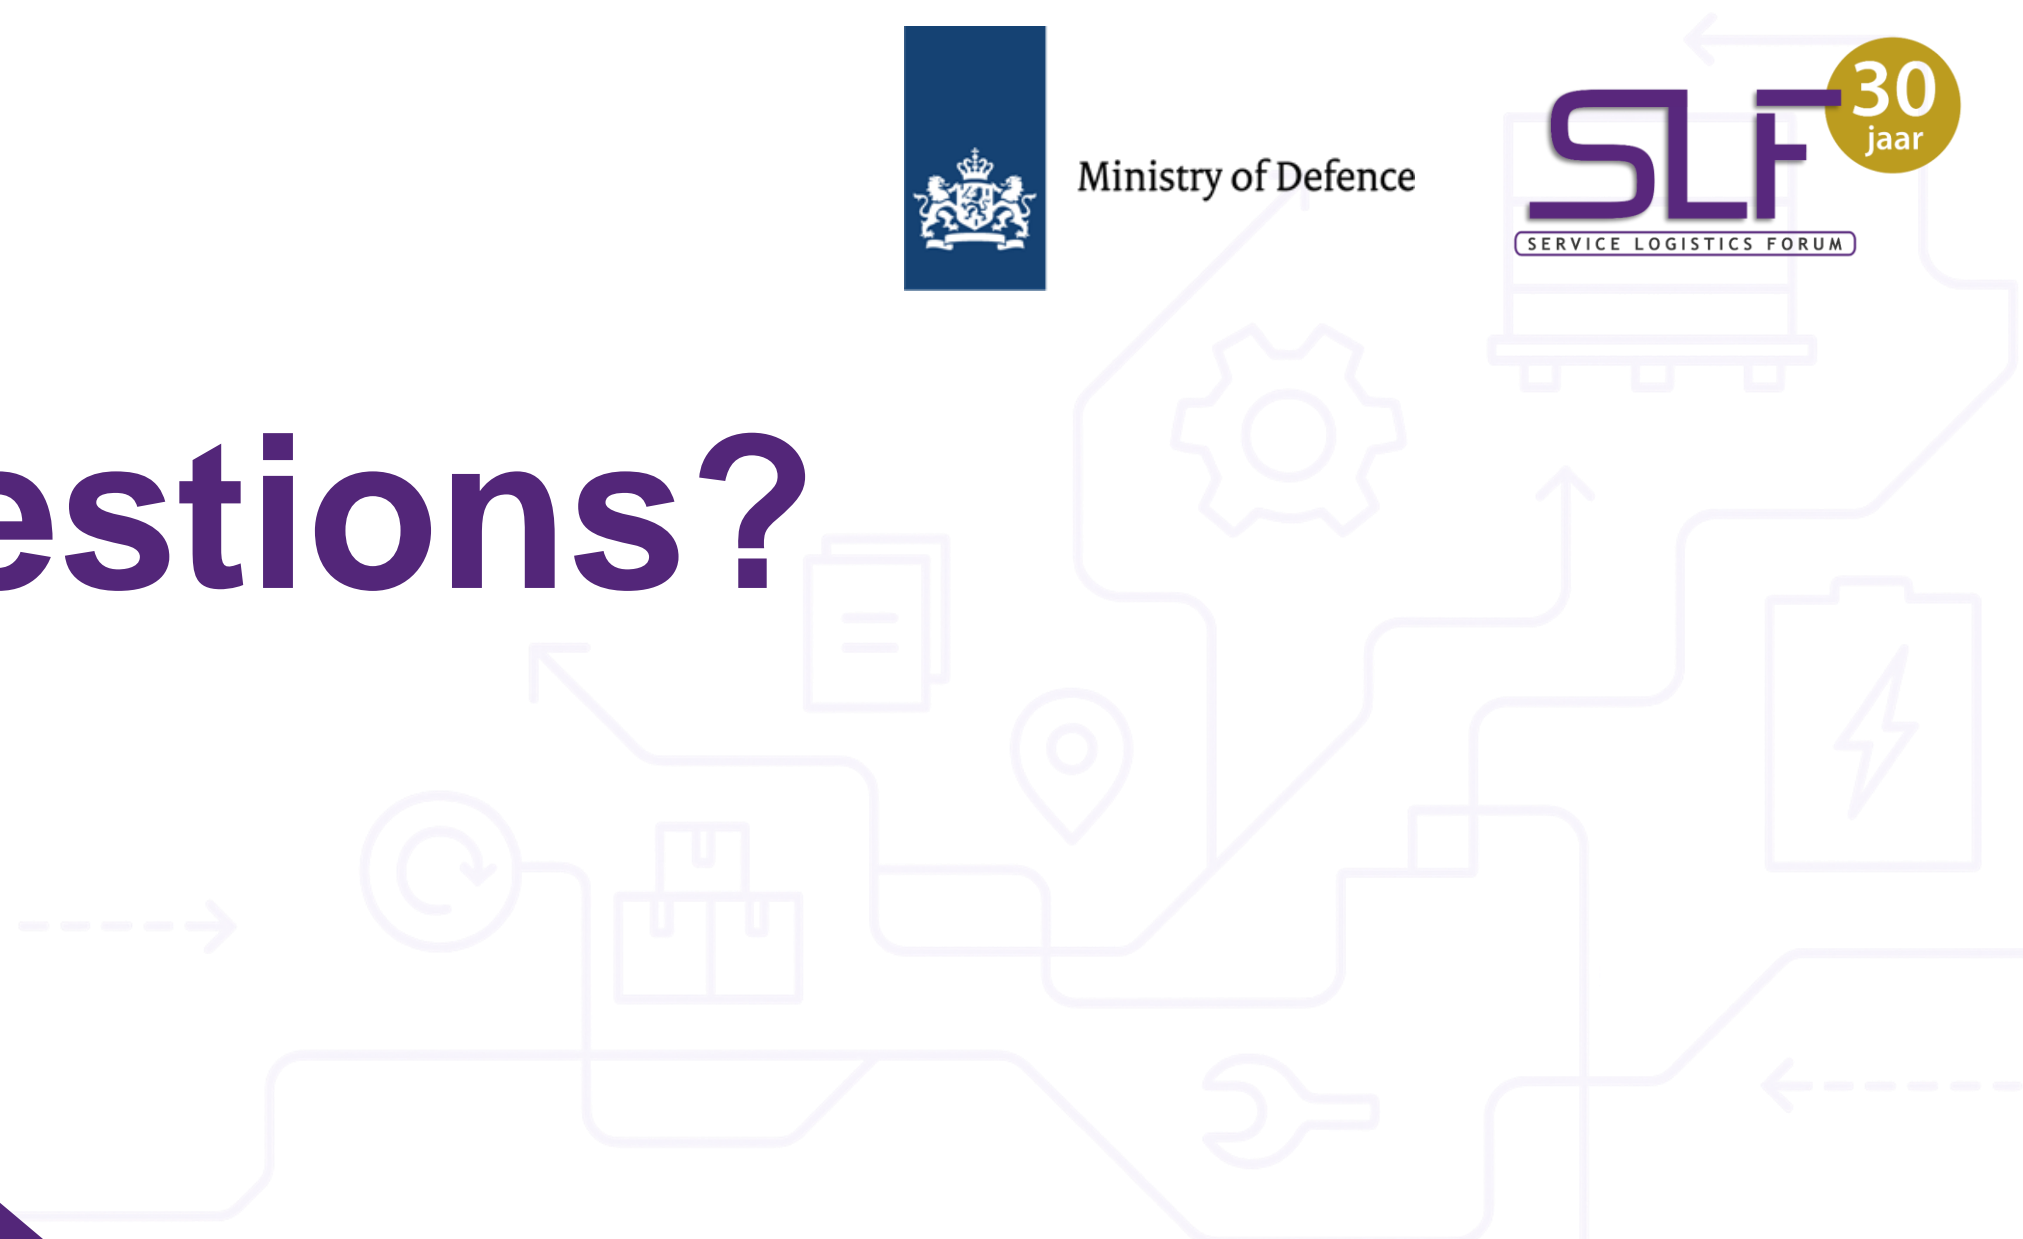 30
jaar
SLF
Ministry of Defence
SERVICE LOGISTICS FORUM
estions?